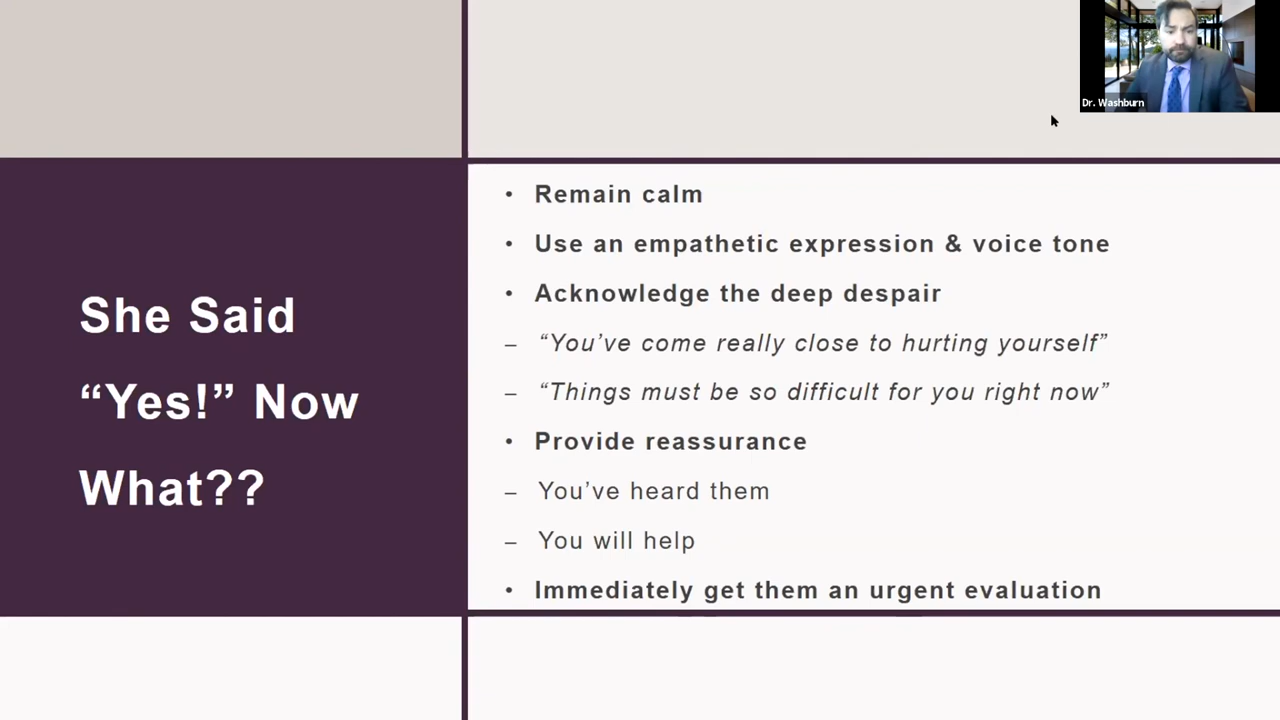 Dr. Washburn
She Said
“Yes!” Now
What??
• Remain calm
• Use an empathetic expression & voice tone
• Acknowledge the deep despair
– “You’ve come really close to hurting yourself”
– “Things must be so difficult for you right now”
• Provide reassurance
– You’ve heard them
– You will help
• Immediately get them an urgent evaluation